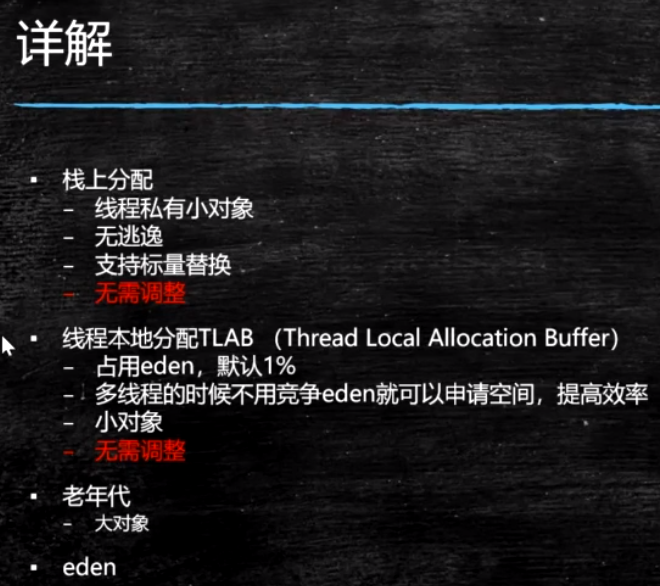 详解
▪ 栈上分配
– 线程私有小对象
– 无逃逸
– 支持标量替换
– 无需调整
▪ 线程本地分配TLAB （Thread Local Allocation Buffer）
– 占用eden，默认1%
– 多线程的时候不用竞争eden就可以申请空间，提高效率
– 小对象
– 无需调整
▪ 老年代
– 大对象
▪ eden